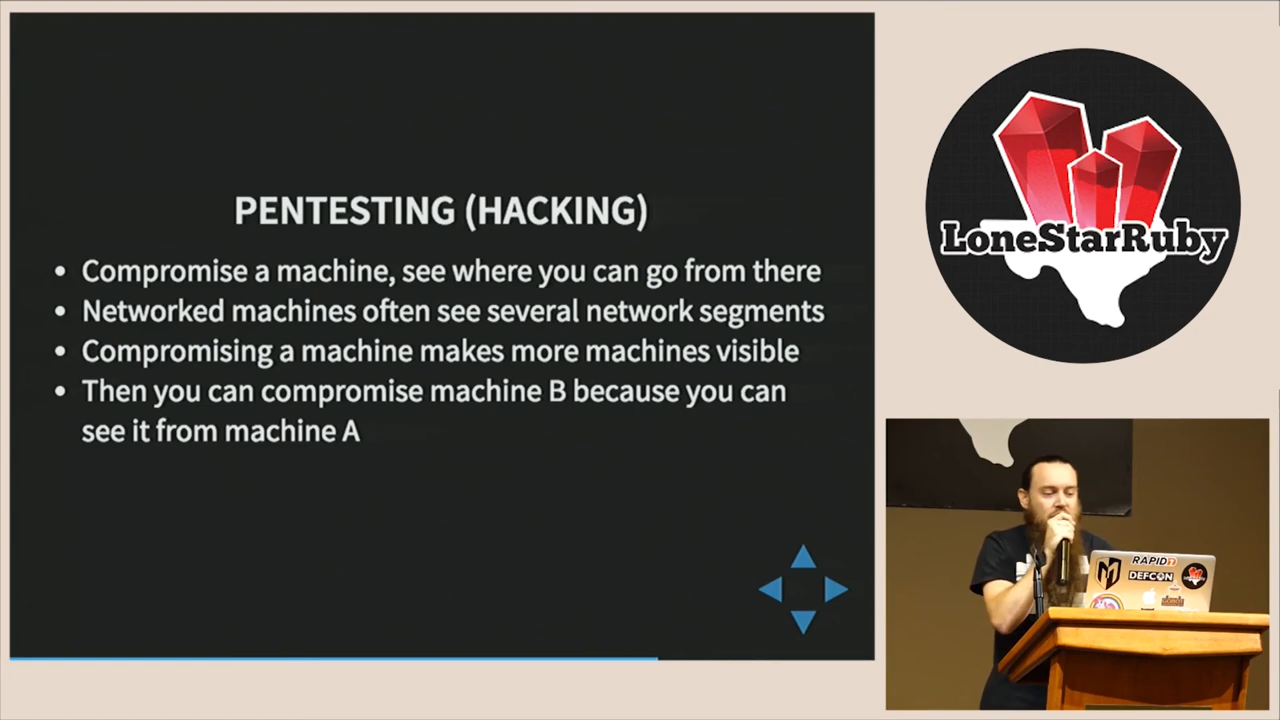 PENTESTING (HACKING)
• Compromise a machine, see where you can go from there
• Networked machines often see several network segments
• Compromising a machine makes more machines visible
• Then you can compromise machine B because you can
see it from machine A
LoneStarRuby
RAPID7
DEFCON